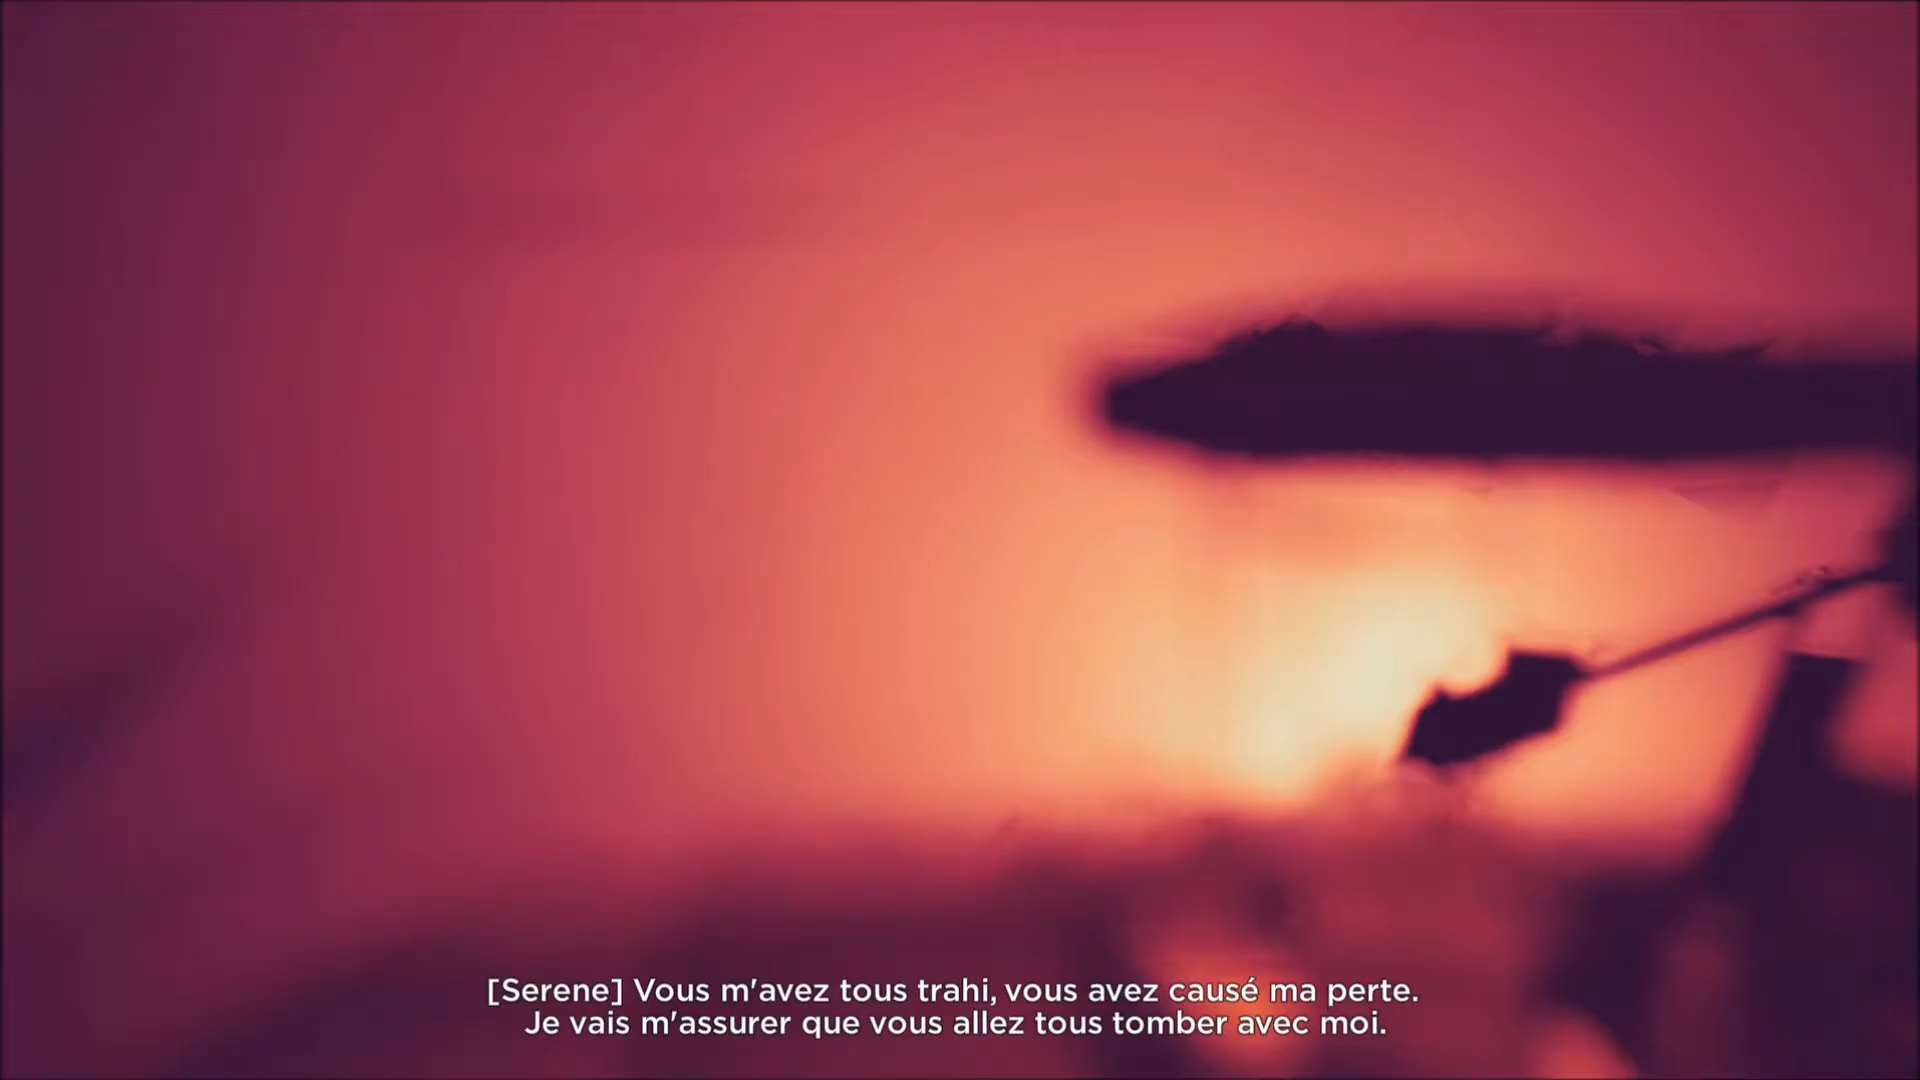 [Serene] Vous m'avez tous trahi, vous avez causé ma perte.
Je vais m'assurer que vous allez tous tomber avec moi.